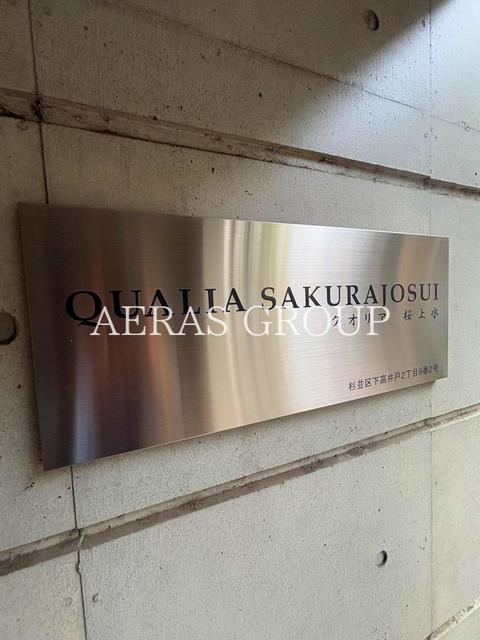 QUALIA SAKURAJOSUI
クオリア 桜上水
AERAS GROUP
杉並区下高井戸2丁目9番2号